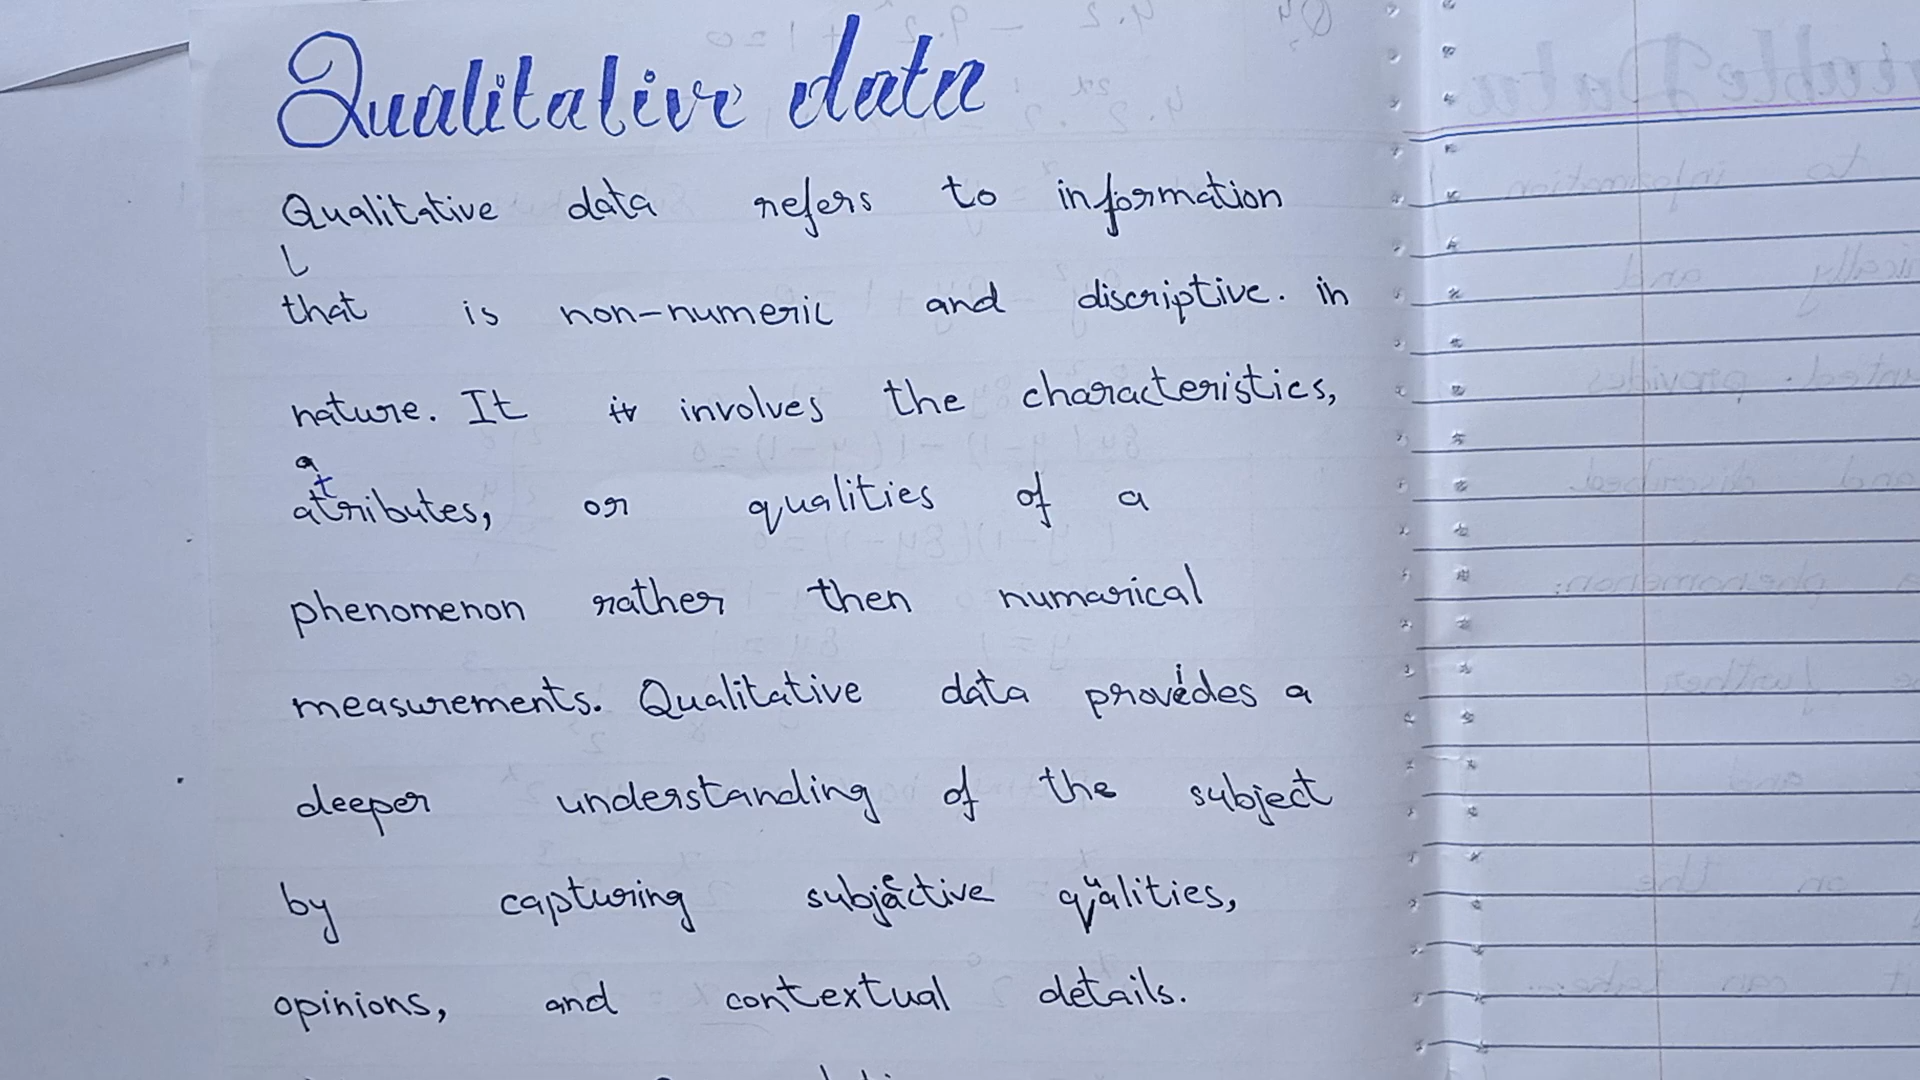 Qualitative data
Qualitative data refers to information
that is non-numeric and discriptive. in
nature. It involves the characteristics,
attributes, or qualities of a
phenomenon rather then numarical
measurements. Qualitative data provides a
deeper understanding of the subject
by capturing subjective qualities,
opinions, and contextual details.